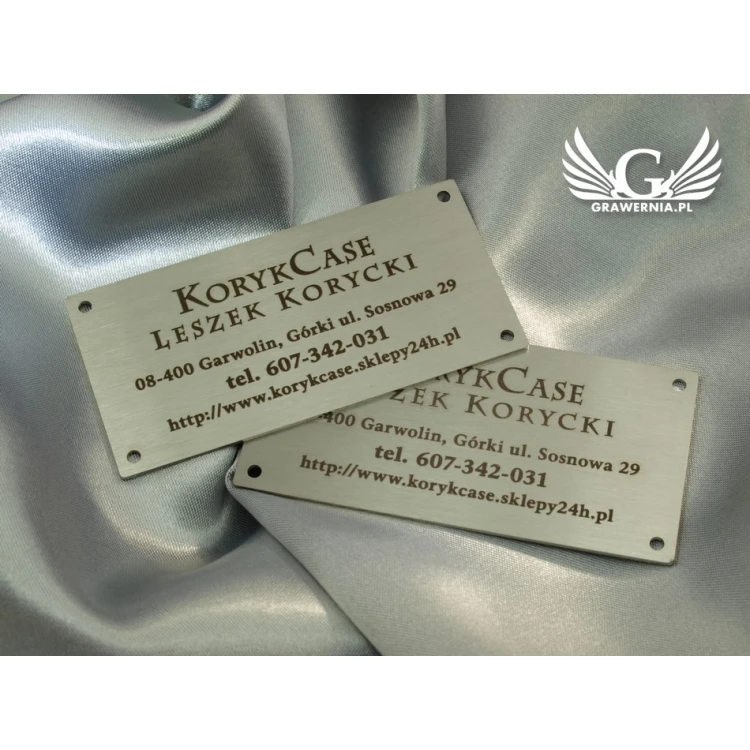 G
GRAWERNIA.PL
KORYKCASE
LESZEK KORYCKI
08-400 Garwolin, Górki ul. Sosnowa 29
tel. 607-342-031
http://www.korykcase.sklepy24h.pl
RYKCASE
ZEK KORYCKI
400 Garwolin, Górki ul. Sosnowa 29
tel. 607-342-031
http://www.korykcase.sklepy24h.pl